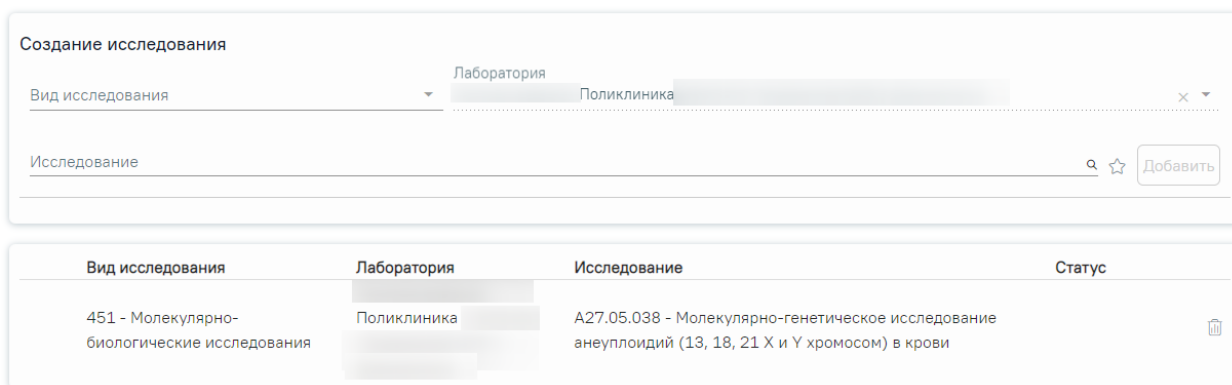 Создание исследования
Лаборатория
Вид исследования
Поликлиника
Исследование
Добавить
Вид исследования Лаборатория Исследование Статус
451 - Молекулярно- Поликлиника А27.05.038 - Молекулярно-генетическое исследование
биологические исследования анеуплоидий (13, 18, 21 X и Y хромосом) в крови